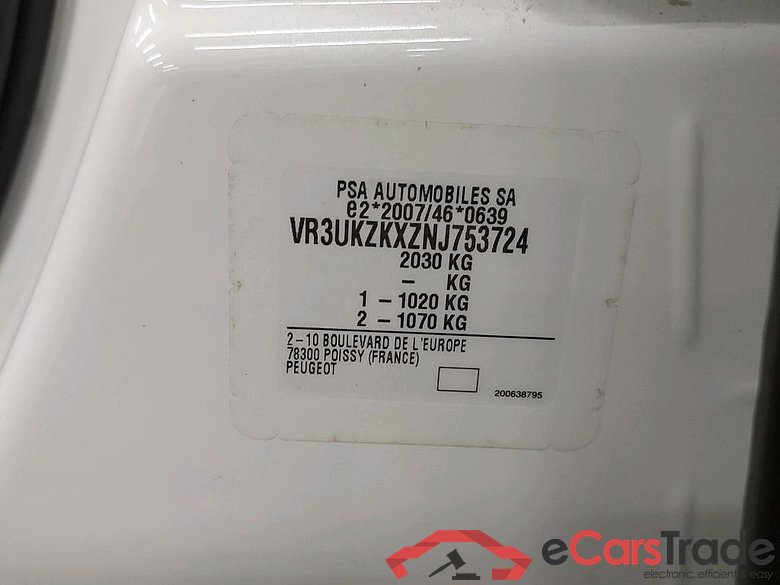 PSA AUTOMOBILES SA
e2*2007/46*0639
VR3UKZKXZNJ753724
2030 KG
– KG
1 – 1020 KG
2 – 1070 KG
2–10 BOULEVARD DE L'EUROPE
78300 POISSY (FRANCE)
PEUGEOT
200638795
eCarsTrade
electronic, efficient & easy